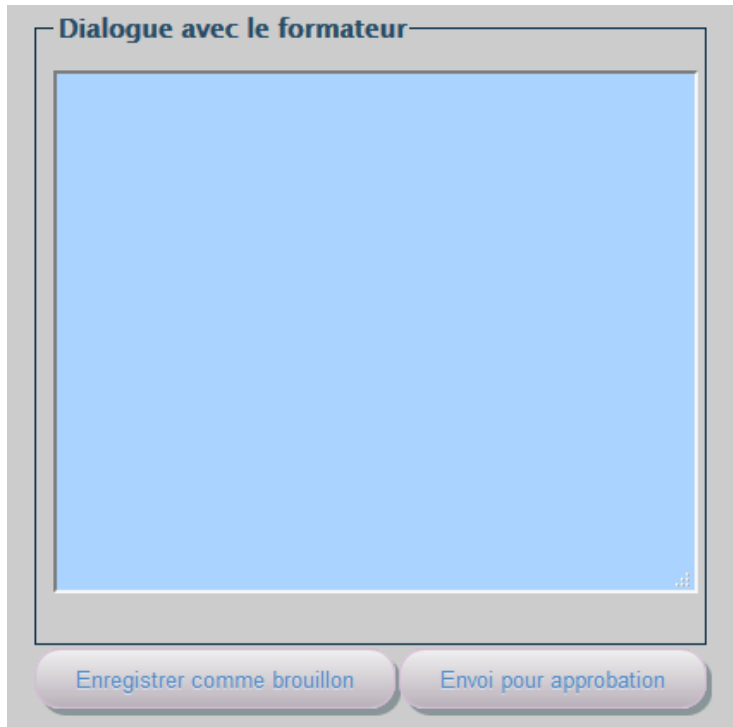 Dialogue avec le formateur
Enregistrer comme brouillon
Envoi pour approbation